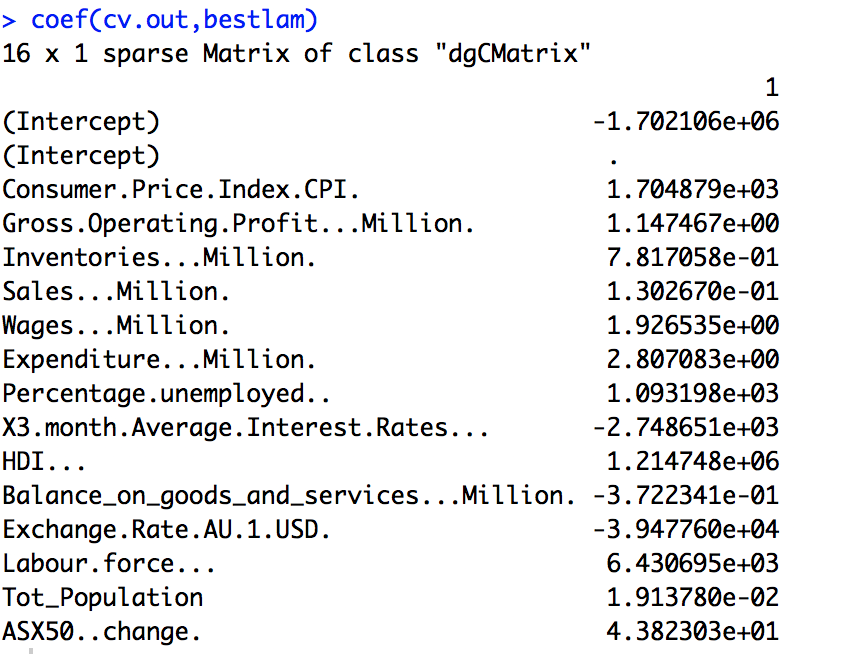 > coef(cv.out,bestlam)
16 x 1 sparse Matrix of class "dgCMatrix"
1
(Intercept) -1.702106e+06
(Intercept) .
Consumer.Price.Index.CPI. 1.704879e+03
Gross.Operating.Profit...Million. 1.147467e+00
Inventories...Million. 7.817058e-01
Sales...Million. 1.302670e-01
Wages...Million. 1.926535e+00
Expenditure...Million. 2.807083e+00
Percentage.unemployed.. 1.093198e+03
X3.month.Average.Interest.Rates... -2.748651e+03
HDI... 1.214748e+06
Balance_on_goods_and_services...Million. -3.722341e-01
Exchange.Rate.AU.1.USD. -3.947760e+04
Labour.force... 6.430695e+03
Tot_Population 1.913780e-02
ASX50..change. 4.382303e+01